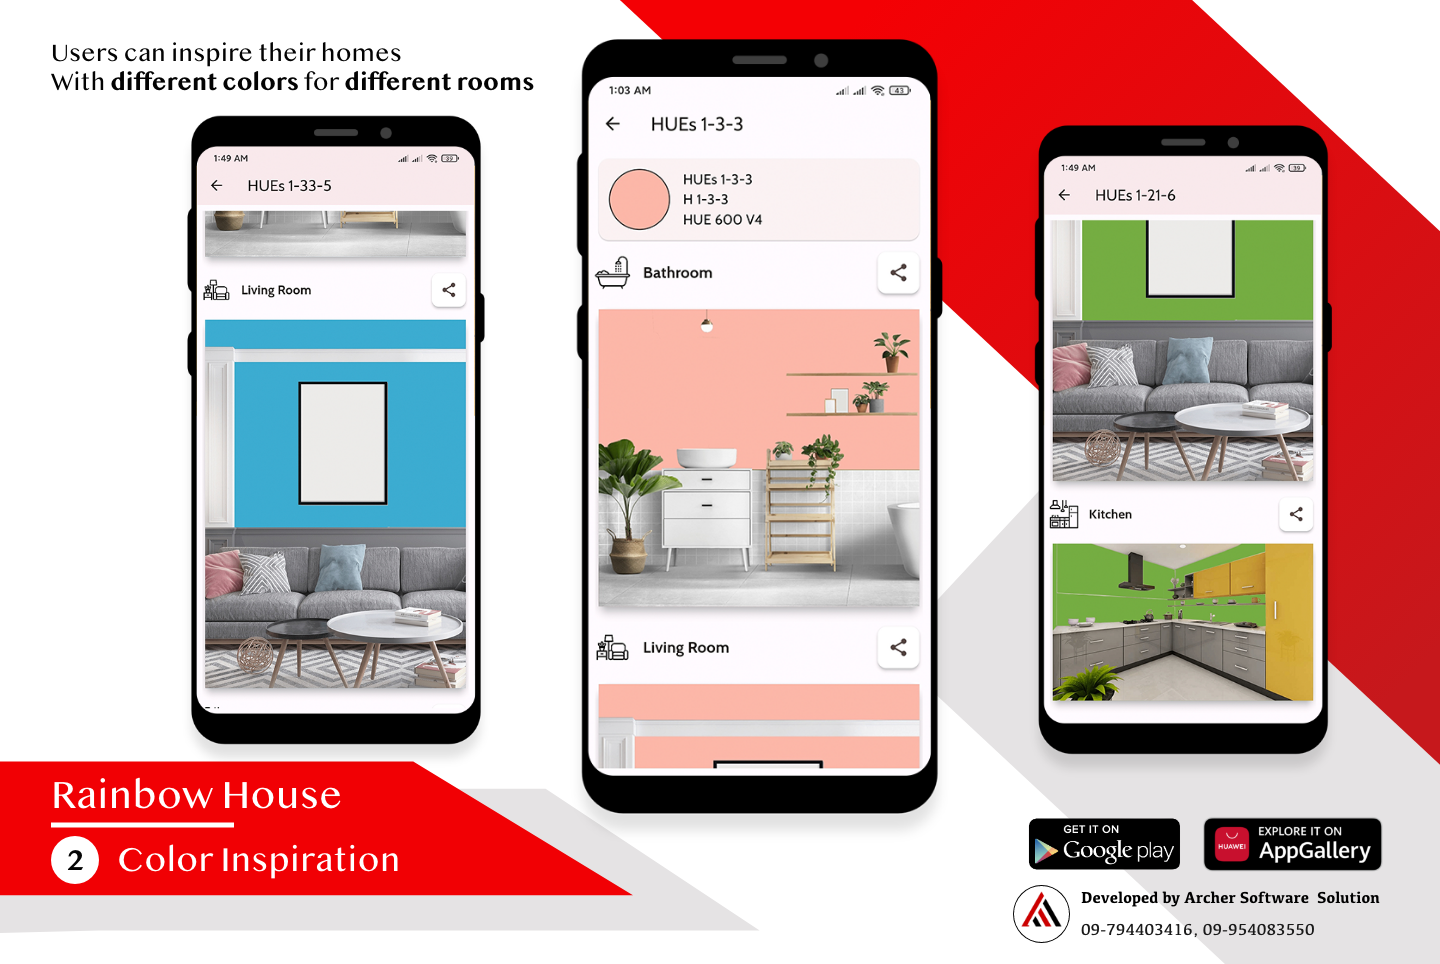 Users can inspire their homes
With different colors for different rooms
1:49 AM
39
HUEs 1-33-5
Living Room
1:03 AM
43
HUEs 1-3-3
HUEs 1-3-3
H 1-3-3
HUE 600 V4
Bathroom
Living Room
1:49 AM
39
HUEs 1-21-6
Kitchen
Rainbow House
2 Color Inspiration
GET IT ON
Google play
HUAWEI
EXPLORE IT ON
AppGallery
Developed by Archer Software Solution
09-794403416, 09-954083550